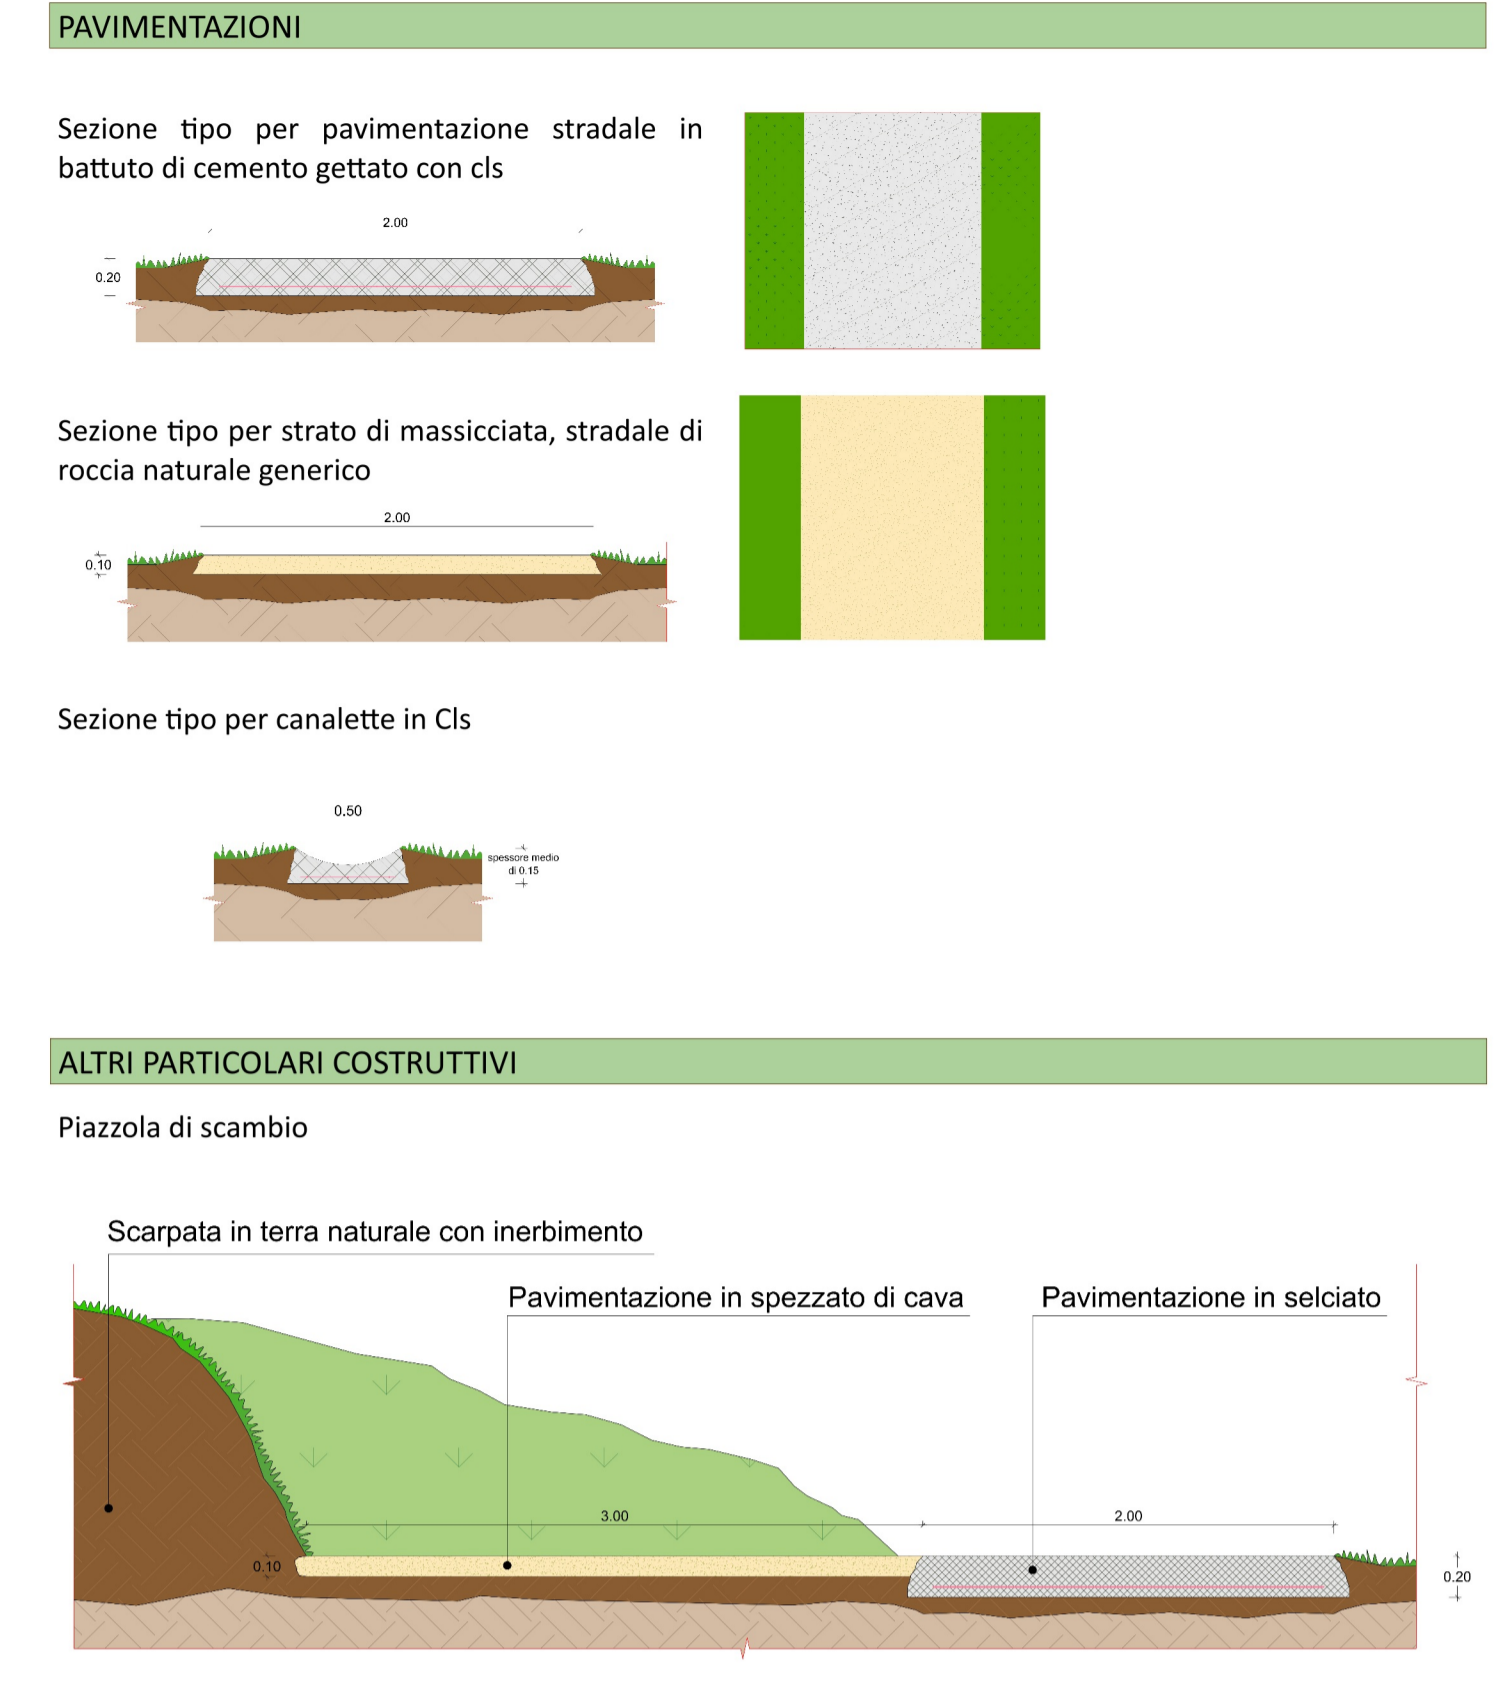 PAVIMENTAZIONI
Sezione tipo per pavimentazione stradale in
battuto di cemento gettato con cls
2.00
0.20
Sezione tipo per strato di massicciata, stradale di
roccia naturale generico
2.00
0.10
Sezione tipo per canalette in Cls
0.50
spessore medio
di 0.15
ALTRI PARTICOLARI COSTRUTTIVI
Piazzola di scambio
Scarpata in terra naturale con inerbimento
Pavimentazione in spezzato di cava
Pavimentazione in selciato
3.00
2.00
0.10
0.20